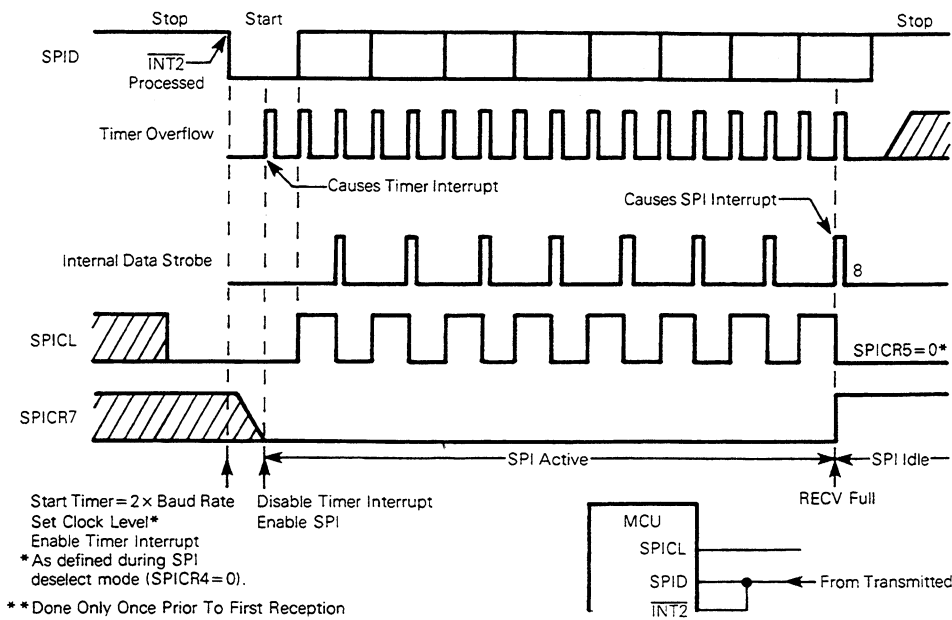 Stop Start Stop
SPID
INT2
Processed
Timer Overflow
Causes Timer Interrupt
Causes SPI Interrupt
Internal Data Strobe
8
SPICL
SPICR5=0*
SPICR7
SPI Active
SPI Idle
RECV Full
Start Timer=2×Baud Rate
Set Clock Level*
Enable Timer Interrupt
Disable Timer Interrupt
Enable SPI
*As defined during SPI
deselect mode (SPICR4=0).
**Done Only Once Prior To First Reception
MCU
SPICL
SPID
INT2
From Transmitted